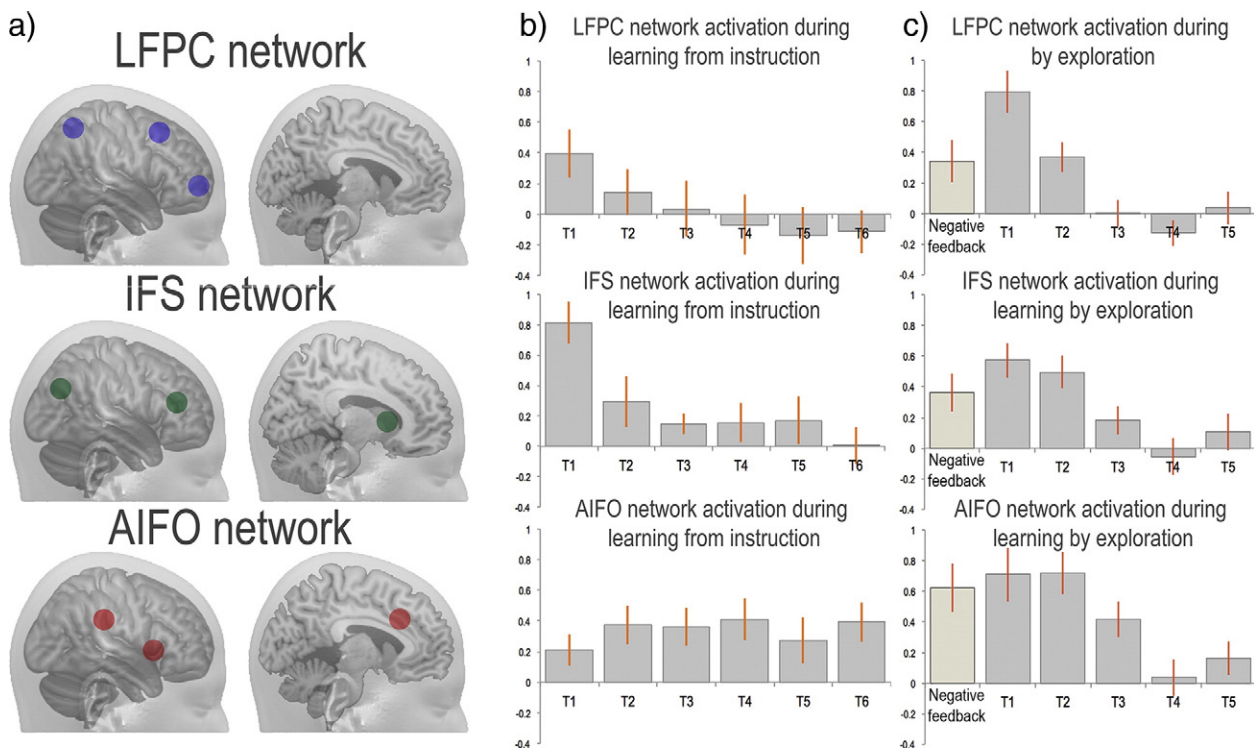 a)
LFPC network
IFS network
AIFO network
b)
LFPC network activation during
learning from instruction
1
0.8
0.6
0.4
0.2
0
-0.2
-0.4
T1 T2 T3 T4 T5 T6
IFS network activation during
learning from instruction
1
0.8
0.6
0.4
0.2
0
-0.2
-0.4
T1 T2 T3 T4 T5 T6
AIFO network activation during
learning from instruction
1
0.8
0.6
0.4
0.2
0
-0.2
-0.4
T1 T2 T3 T4 T5 T6
c)
LFPC network activation during
by exploration
1
0.8
0.6
0.4
0.2
0
-0.2
-0.4
Negative T1 T2 T3 T4 T5
feedback
IFS network activation during
learning by exploration
1
0.8
0.6
0.4
0.2
0
-0.2
-0.4
Negative T1 T2 T3 T4 T5
feedback
AIFO network activation during
learning by exploration
1
0.8
0.6
0.4
0.2
0
-0.2
-0.4
Negative T1 T2 T3 T4 T5
feedback